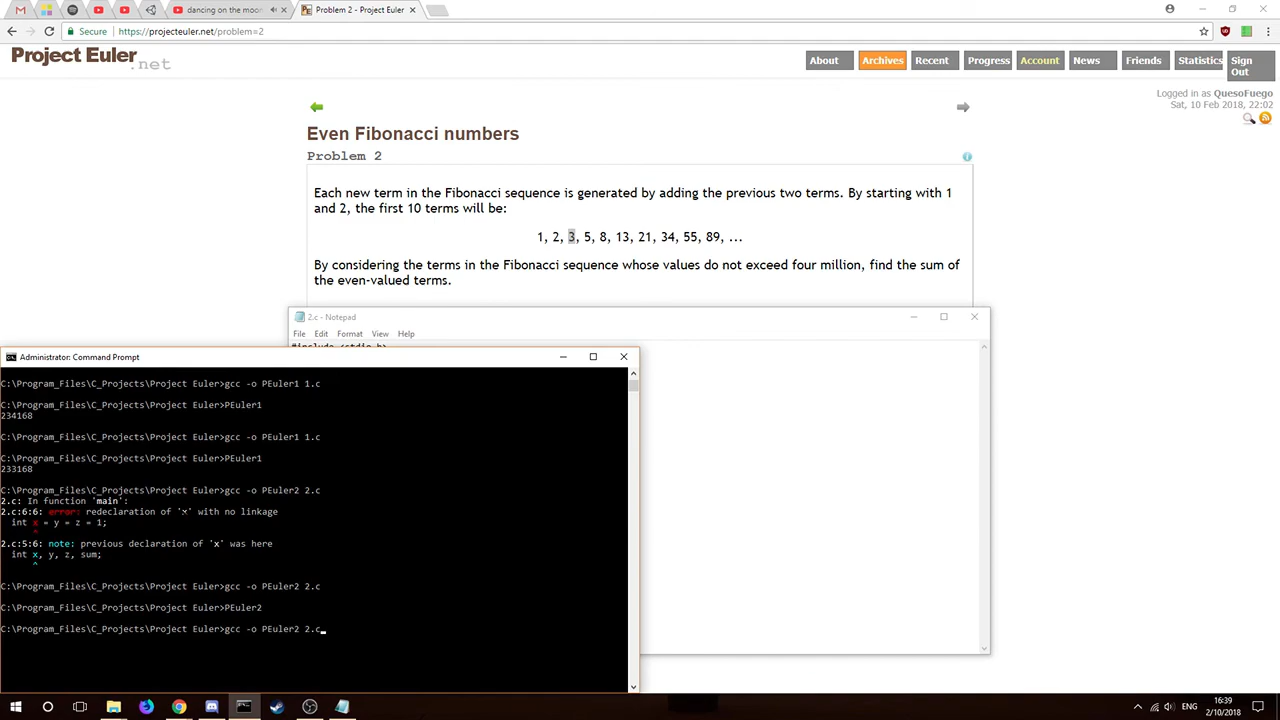 dancing on the moon
Problem 2 - Project Euler
Secure
https://projecteuler.net/problem=2
Project Euler
.net
About
Archives
Recent
Progress
Account
News
Friends
Statistics
Sign Out
Logged in as QuesoFuego
Sat, 10 Feb 2018, 22:02
Even Fibonacci numbers
Problem 2
Each new term in the Fibonacci sequence is generated by adding the previous two terms. By starting with 1
and 2, the first 10 terms will be:
1, 2, 3, 5, 8, 13, 21, 34, 55, 89, ...
By considering the terms in the Fibonacci sequence whose values do not exceed four million, find the sum of
the even-valued terms.
2.c - Notepad
File Edit Format View Help
#include <stdio.h>
Administrator: Command Prompt
C:\Program_Files\C_Projects\Project Euler>gcc -o PEuler1 1.c
C:\Program_Files\C_Projects\Project Euler>PEuler1
234168
C:\Program_Files\C_Projects\Project Euler>gcc -o PEuler1 1.c
C:\Program_Files\C_Projects\Project Euler>PEuler1
233168
C:\Program_Files\C_Projects\Project Euler>gcc -o PEuler2 2.c
2.c: In function 'main':
2.c:6:6: error: redeclaration of 'x' with no linkage
int x = y = z = 1;
^
2.c:5:6: note: previous declaration of 'x' was here
int x, y, z, sum;
^
C:\Program_Files\C_Projects\Project Euler>gcc -o PEuler2 2.c
C:\Program_Files\C_Projects\Project Euler>PEuler2
C:\Program_Files\C_Projects\Project Euler>gcc -o PEuler2 2.c
16:39
2/10/2018